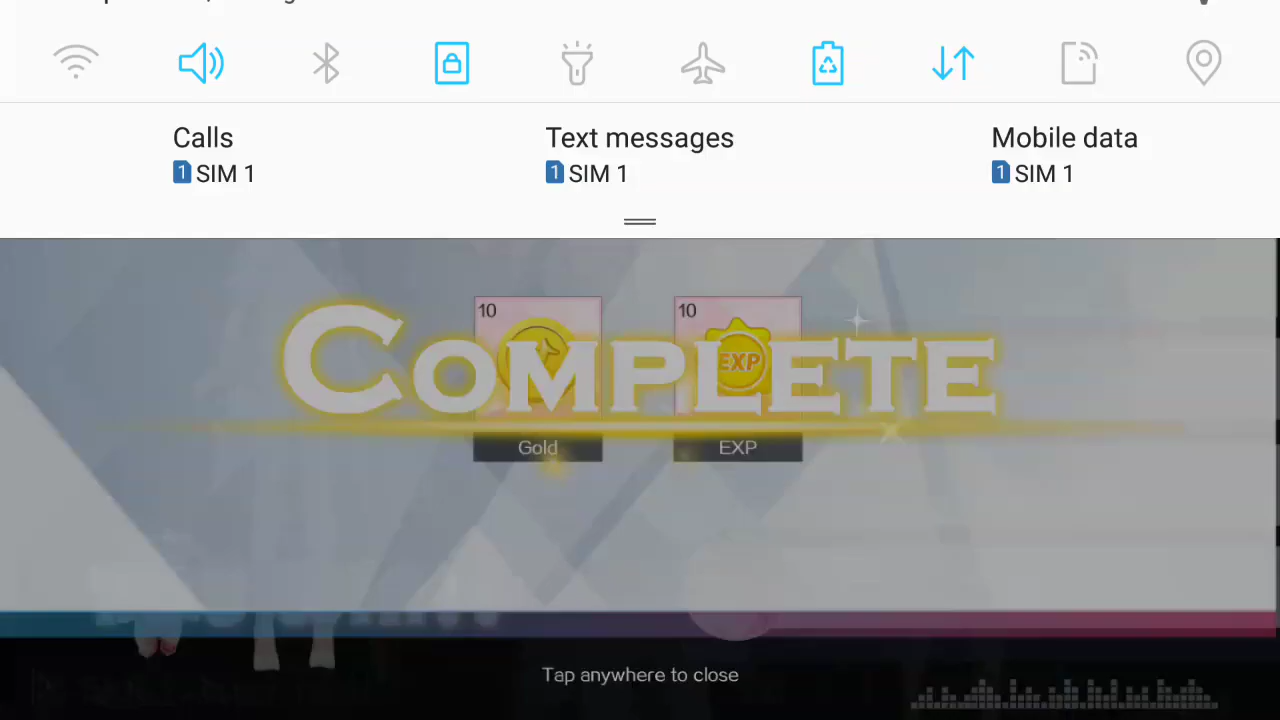 Calls
1 SIM 1
Text messages
1 SIM 1
Mobile data
1 SIM 1
10
10
EXP
COMPLETE
Gold
EXP
Tap anywhere to close